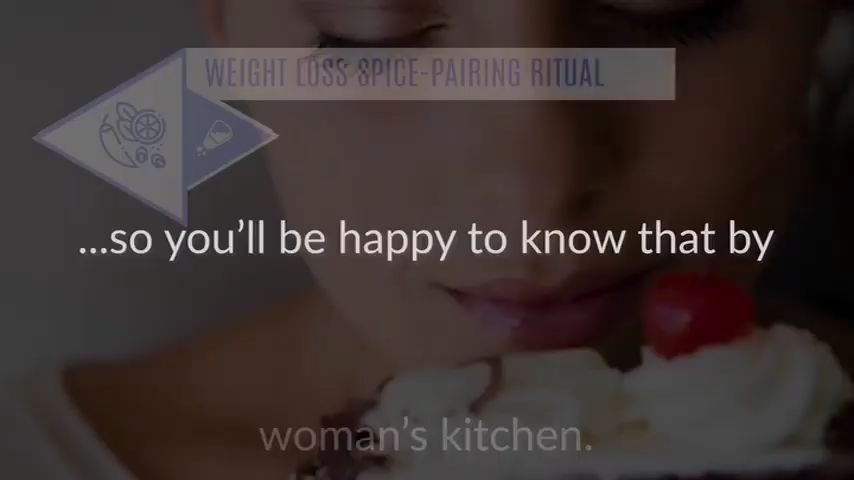 WEIGHT LOSS SPICE-PAIRING RITUAL
...so you'll be happy to know that by
woman's kitchen.